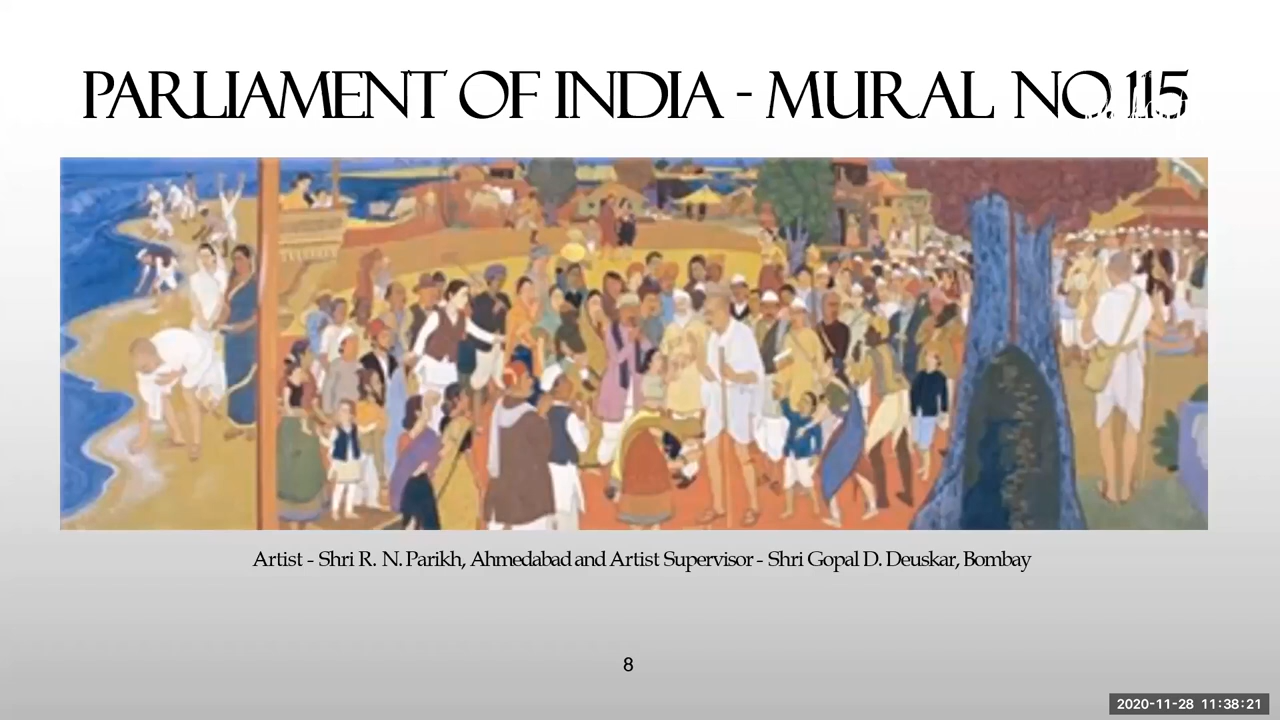 PARLIAMENT OF INDIA - MURAL NO 115
Artist - Shri R. N. Parikh, Ahmedabad and Artist Supervisor - Shri Gopal D. Deuskar, Bombay
8
2020-11-28 11:38:21